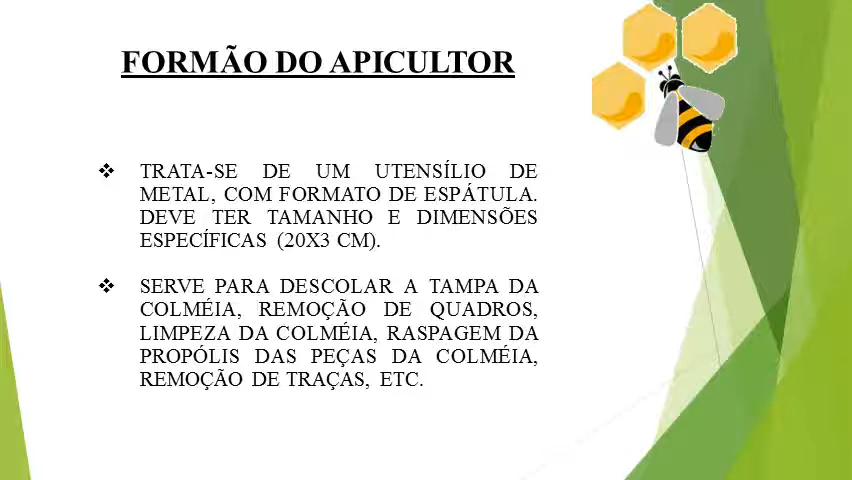 FORMÃO DO APICULTOR
❖ TRATA-SE DE UM UTENSÍLIO DE
METAL, COM FORMATO DE ESPÁTULA.
DEVE TER TAMANHO E DIMENSÕES
ESPECÍFICAS (20X3 CM).
❖ SERVE PARA DESCOLAR A TAMPA DA
COLMÉIA, REMOÇÃO DE QUADROS,
LIMPEZA DA COLMÉIA, RASPAGEM DA
PROPÓLIS DAS PEÇAS DA COLMÉIA,
REMOÇÃO DE TRAÇAS, ETC.